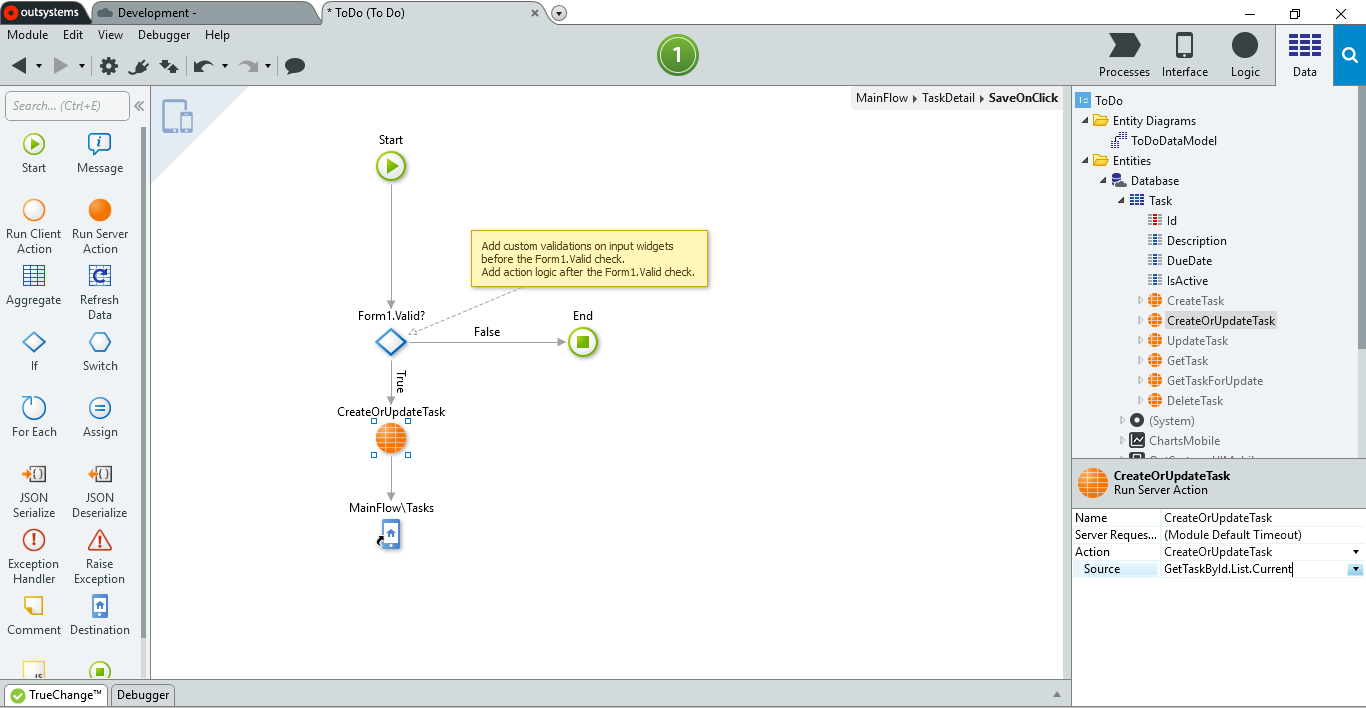 outsystems
Development -
* ToDo (To Do)
Module
Edit
View
Debugger
Help
1
Processes
Interface
Logic
Data
Search... (Ctrl+E)
Start
Message
Run Client
Action
Run Server
Action
Aggregate
Refresh
Data
If
Switch
For Each
Assign
JSON
Serialize
JSON
Deserialize
Exception
Handler
Raise
Exception
Comment
Destination
JS
MainFlow
TaskDetail
SaveOnClick
Start
Add custom validations on input widgets
before the Form1.Valid check.
Add action logic after the Form1.Valid check.
Form1.Valid?
False
End
True
CreateOrUpdateTask
MainFlow\Tasks
To ToDo
Entity Diagrams
ToDoDataModel
Entities
Database
Task
Id
Description
DueDate
IsActive
CreateTask
CreateOrUpdateTask
UpdateTask
GetTask
GetTaskForUpdate
DeleteTask
(System)
ChartsMobile
CreateOrUpdateTask
Run Server Action
Name CreateOrUpdateTask
Server Reques... (Module Default Timeout)
Action CreateOrUpdateTask
Source GetTaskById.List.Current
TrueChange™
Debugger